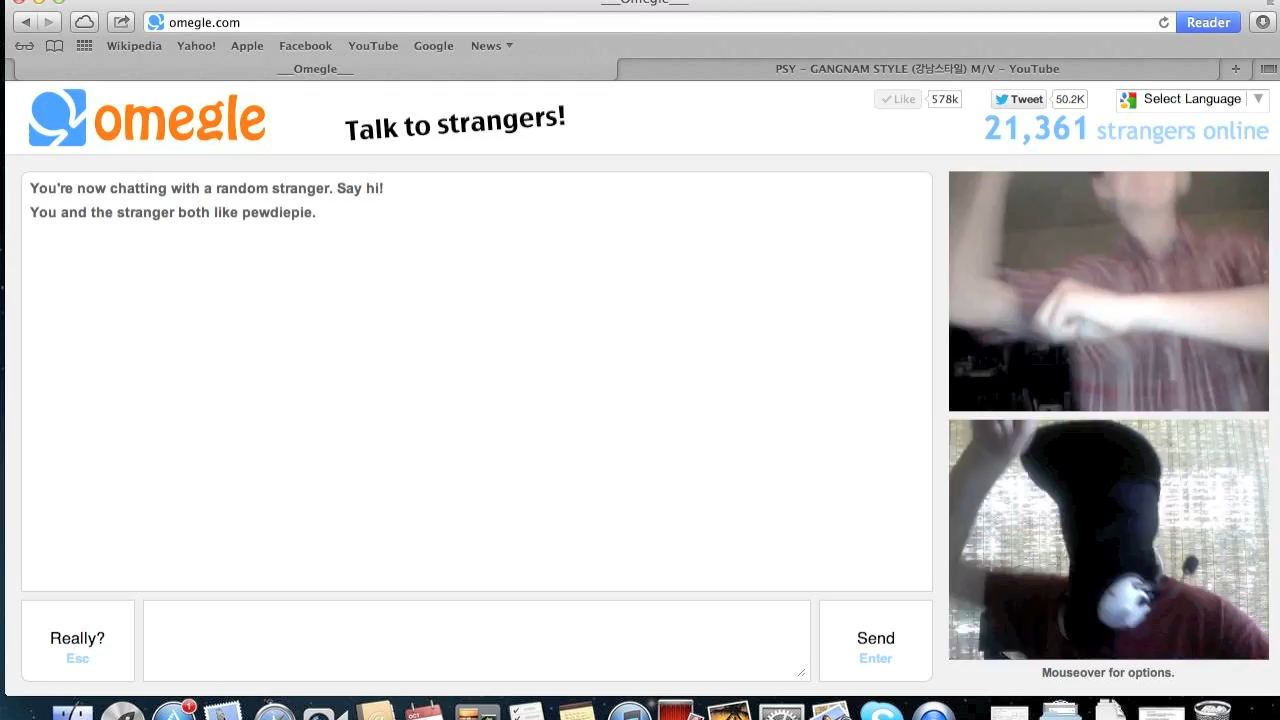 ___Omegle___
omegle.com
Reader
Wikipedia Yahoo! Apple Facebook YouTube Google News
___Omegle___
PSY – GANGNAM STYLE (강남스타일) M/V – YouTube
omegle
Talk to strangers!
Like 578k
Tweet 50.2K
Select Language
21,361 strangers online
You're now chatting with a random stranger. Say hi!
You and the stranger both like pewdiepie.
Really?
Esc
Send
Enter
Mouseover for options.
OCT
1